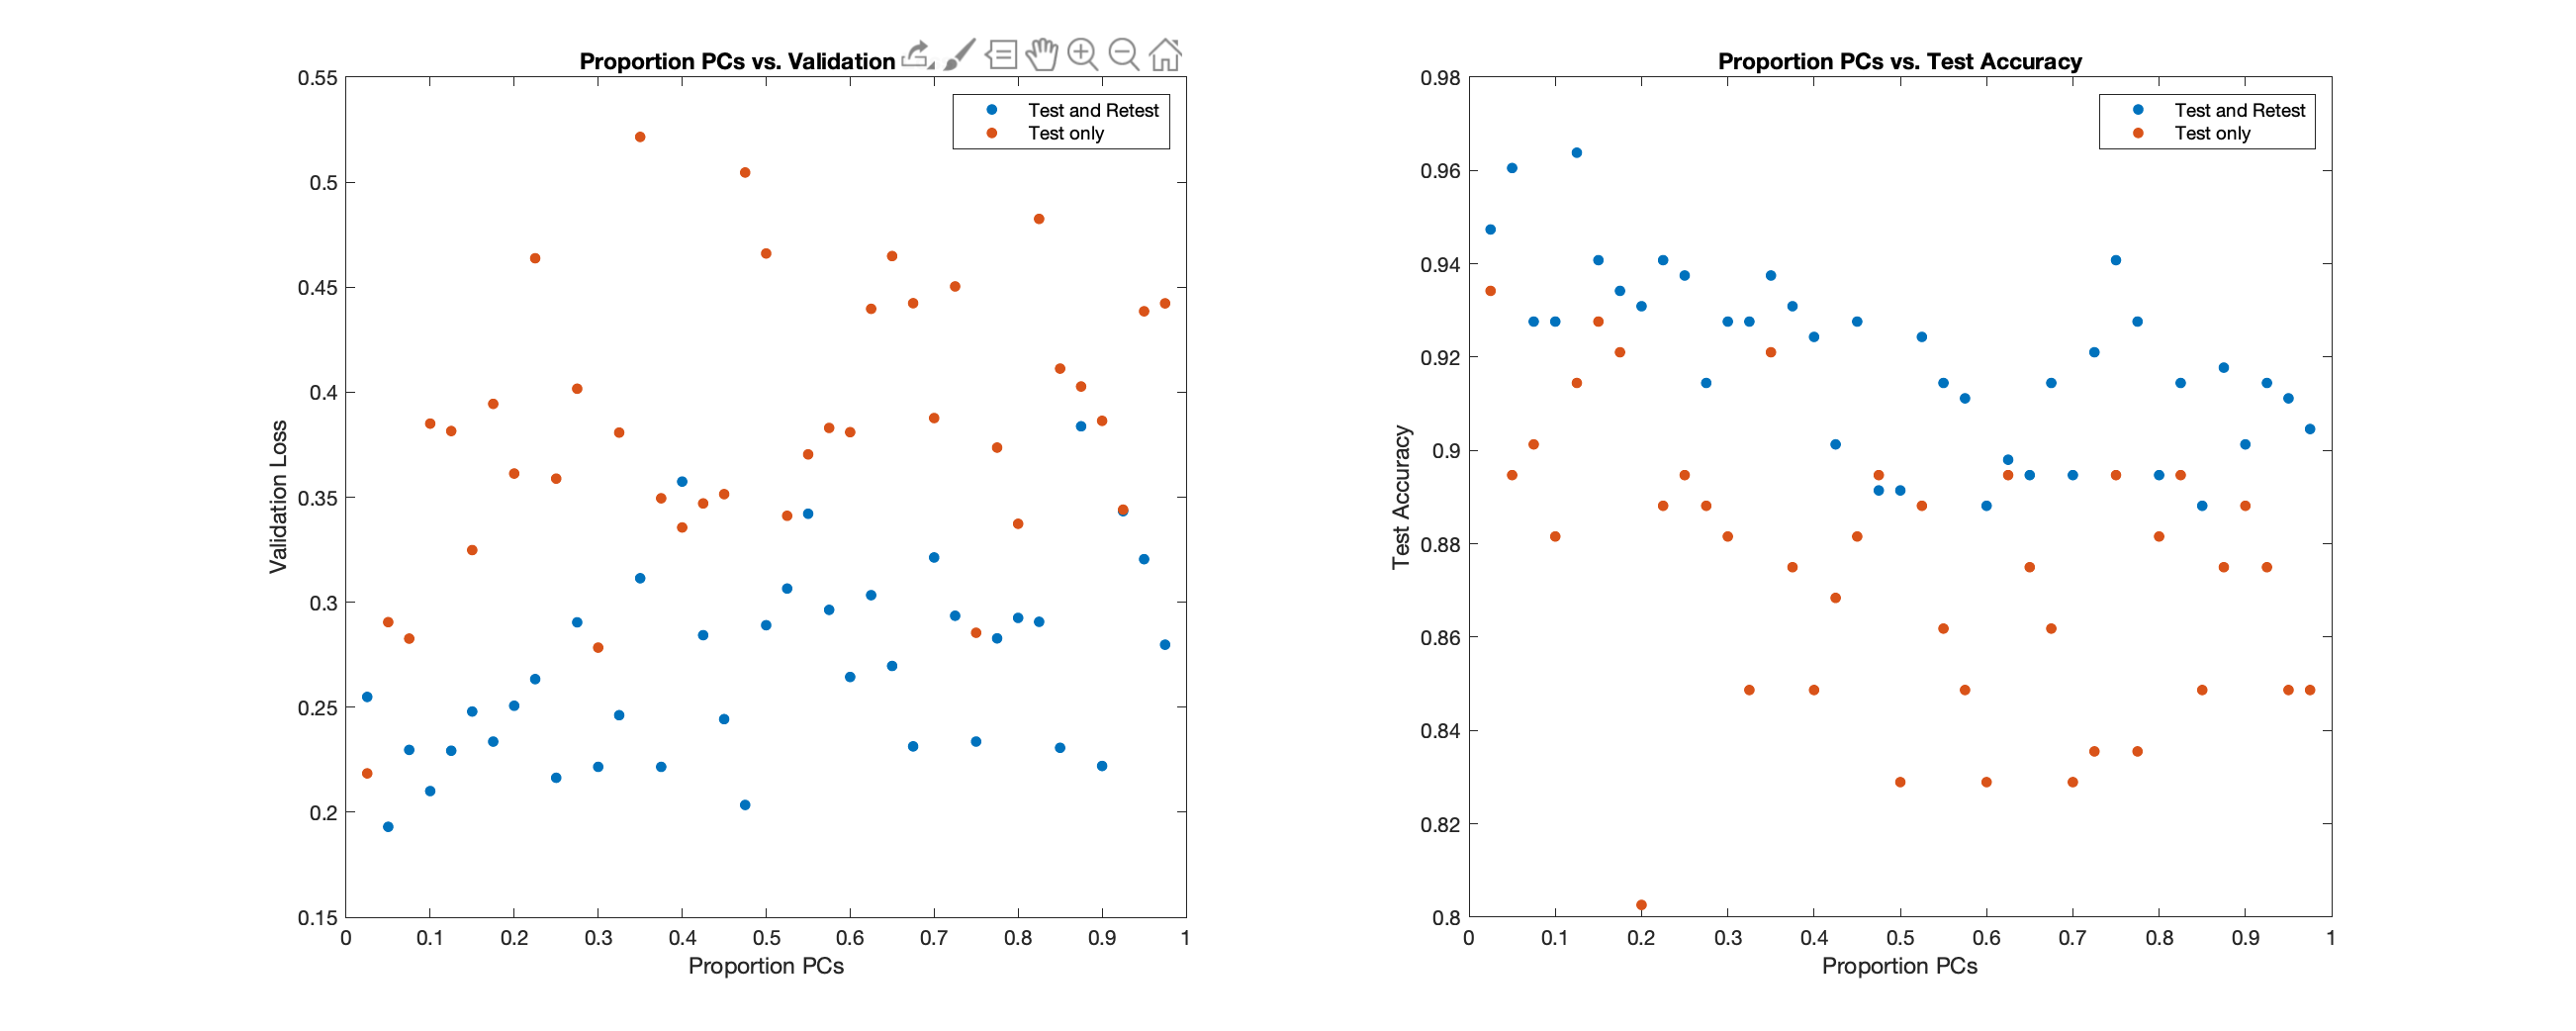 Proportion PCs vs. Validation
Test and Retest
Test only
0.55
0.5
0.45
0.4
0.35
0.3
0.25
0.2
0.15
Validation Loss
0 0.1 0.2 0.3 0.4 0.5 0.6 0.7 0.8 0.9 1
Proportion PCs
Proportion PCs vs. Test Accuracy
Test and Retest
Test only
0.98
0.96
0.94
0.92
0.9
0.88
0.86
0.84
0.82
0.8
Test Accuracy
0 0.1 0.2 0.3 0.4 0.5 0.6 0.7 0.8 0.9 1
Proportion PCs